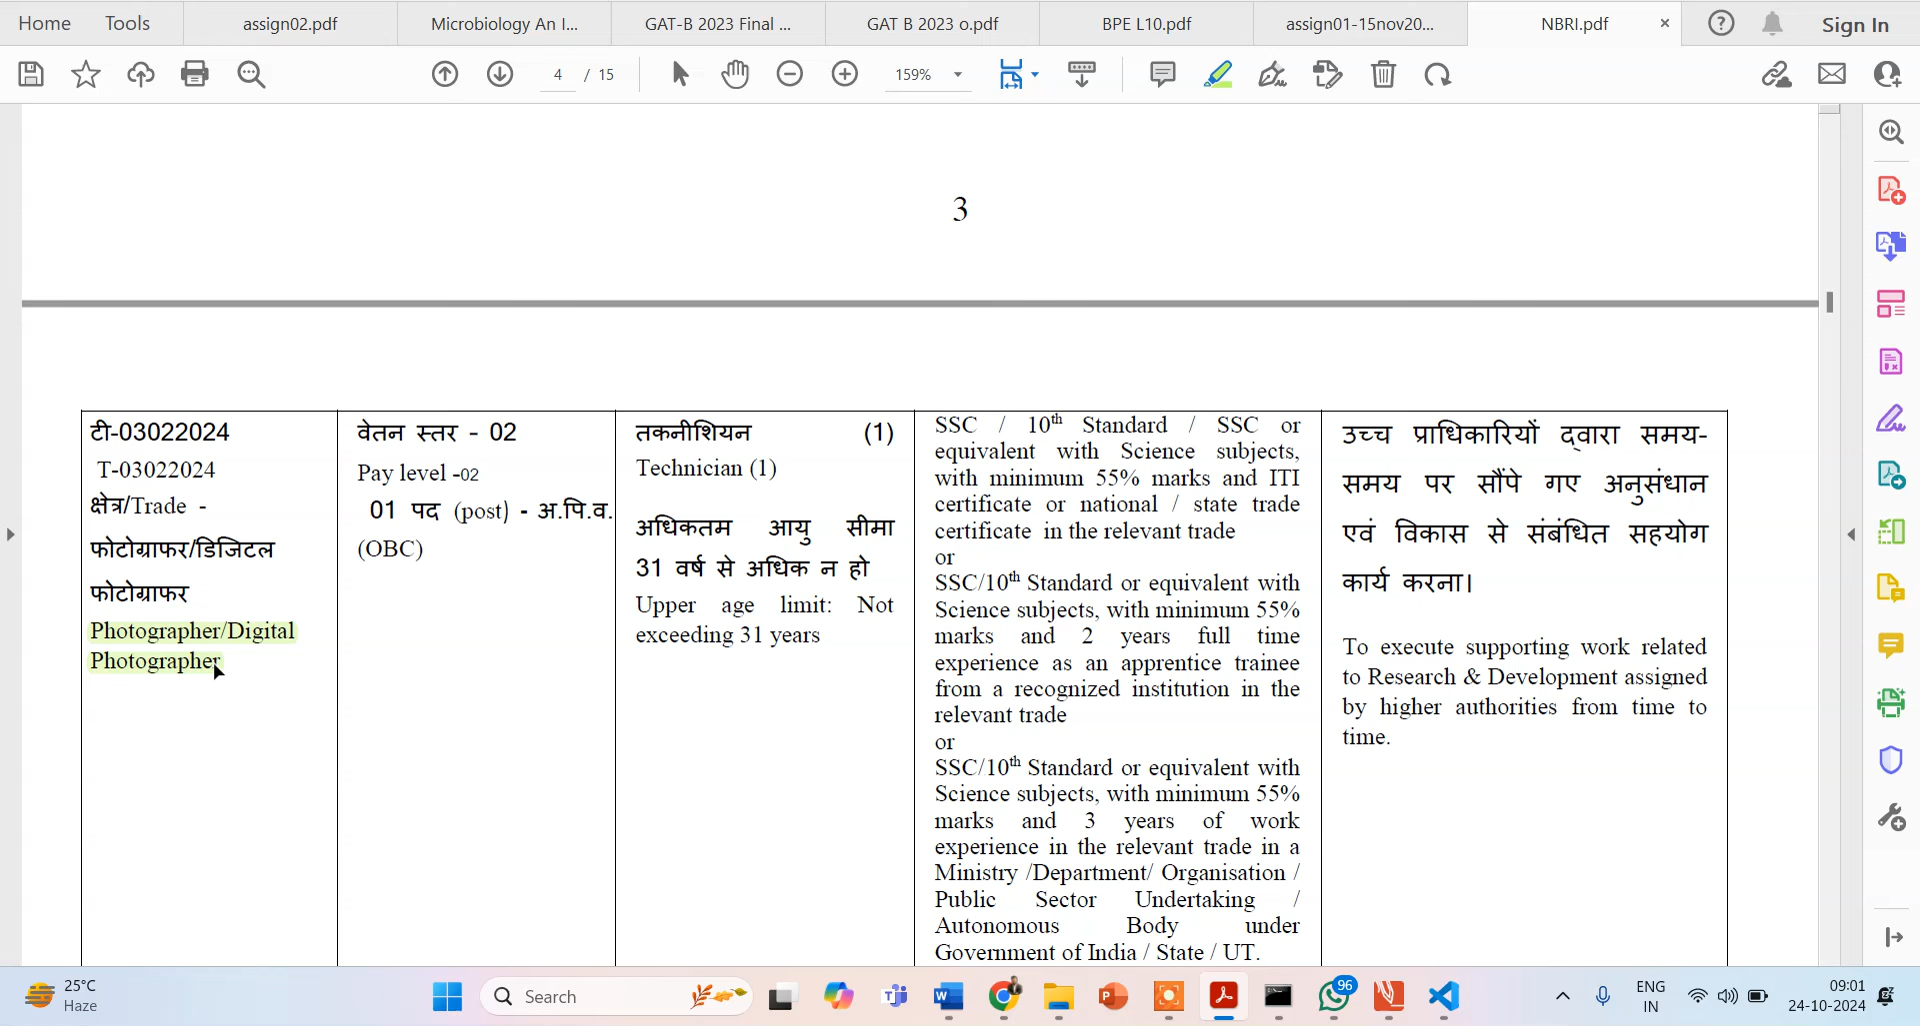 Home Tools assign02.pdf Microbiology An I... GAT-B 2023 Final ... GAT B 2023 o.pdf BPE L10.pdf assign01-15nov20... NBRI.pdf × Sign In
4 / 15 159%
3
टी-03022024
T-03022024
क्षेत्र/Trade -
फोटोग्राफर/डिजिटल
फोटोग्राफर
Photographer/Digital
Photographer
वेतन स्तर - 02
Pay level -02
01 पद (post) - अ.पि.व.
(OBC)
तकनीशियन (1)
Technician (1)
अधिकतम आयु सीमा
31 वर्ष से अधिक न हो
Upper age limit: Not
exceeding 31 years
SSC / 10th Standard / SSC or
equivalent with Science subjects,
with minimum 55% marks and ITI
certificate or national / state trade
certificate in the relevant trade
or
SSC/10th Standard or equivalent with
Science subjects, with minimum 55%
marks and 2 years full time
experience as an apprentice trainee
from a recognized institution in the
relevant trade
or
SSC/10th Standard or equivalent with
Science subjects, with minimum 55%
marks and 3 years of work
experience in the relevant trade in a
Ministry /Department/ Organisation /
Public Sector Undertaking /
Autonomous Body under
Government of India / State / UT.
उच्च प्राधिकारियों द्वारा समय-
समय पर सौंपे गए अनुसंधान
एवं विकास से संबंधित सहयोग
कार्य करना।
To execute supporting work related
to Research & Development assigned
by higher authorities from time to
time.
25°C
Haze
Search
96
ENG
IN
09:01
24-10-2024